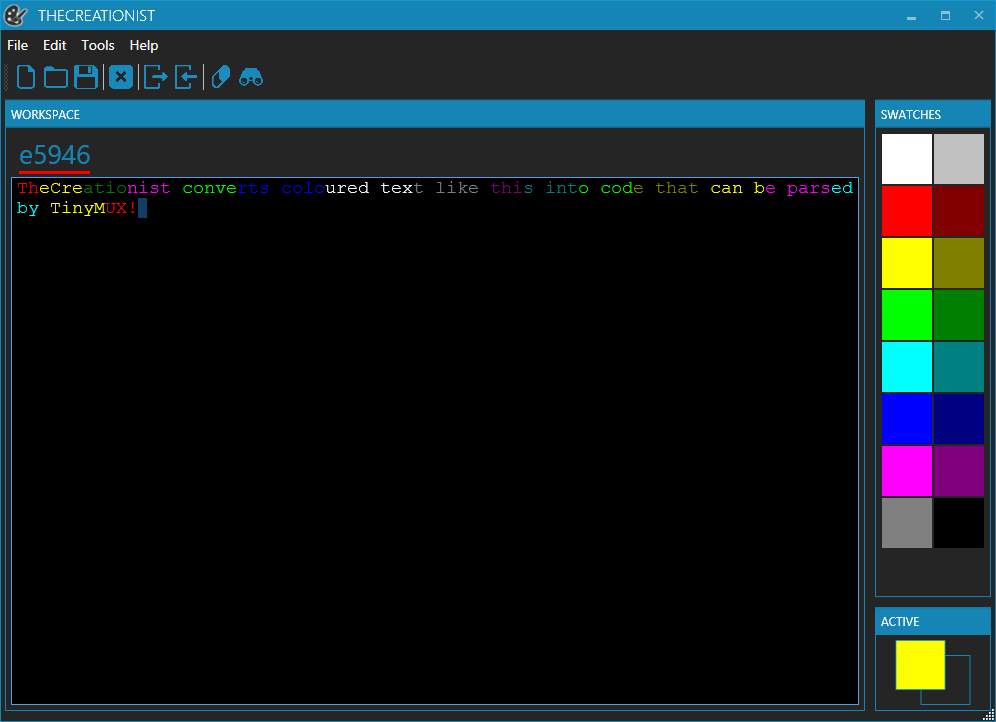 THECREATIONIST
File Edit Tools Help
WORKSPACE
SWATCHES
e5946
TheCreationist converts coloured text like this into code that can be parsed
by TinyMUX!
ACTIVE